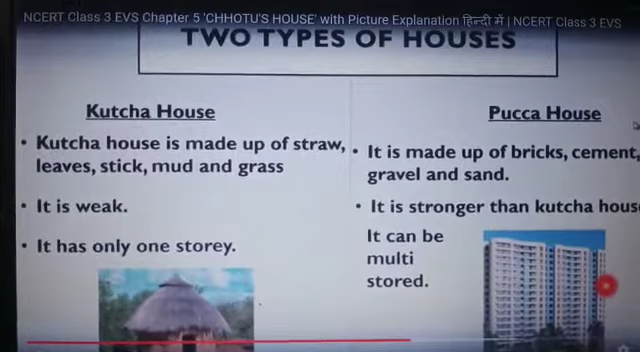 NCERT Class 3 EVS Chapter 5 'CHHOTU'S HOUSE' with Picture Explanation हिन्दी में | NCERT Class 3 EVS
TWO TYPES OF HOUSES
Kutcha House
• Kutcha house is made up of straw,
leaves, stick, mud and grass
• It is weak.
• It has only one storey.
Pucca House
• It is made up of bricks, cement,
gravel and sand.
• It is stronger than kutcha hous
It can be
multi
stored.